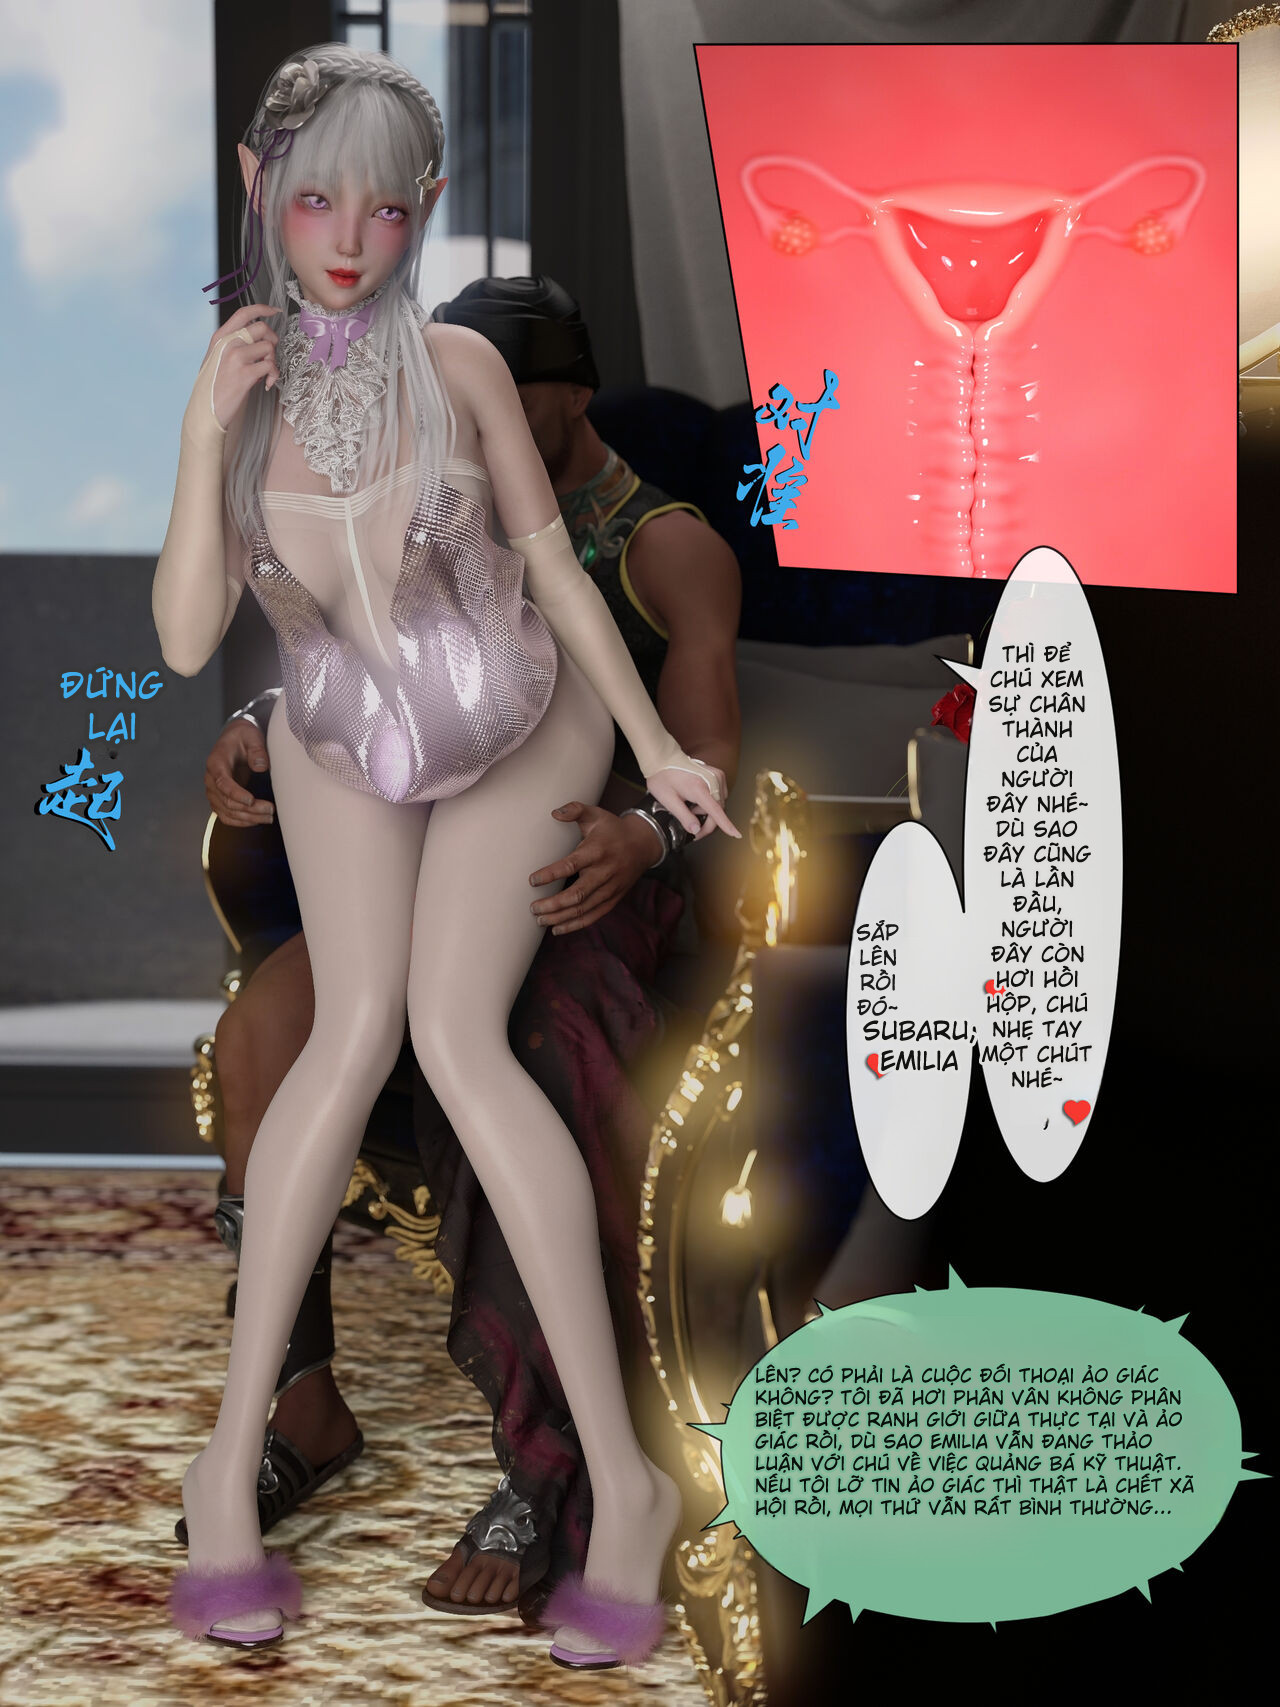 对准
THÌ ĐỂ
CHÚ XEM
SỰ CHÂN
THÀNH
CỦA
NGƯỜI
ĐÂY NHÉ~
DÙ SAO
ĐÂY CŨNG
LÀ LẦN
ĐẦU,
NGƯỜI
ĐÂY CÒN
HƠI HỒI
HỘP, CHÚ
NHẸ TAY
MỘT CHÚT
NHÉ~
,
ĐỨNG
LẠI
起
SẮP
LÊN
RỒI
ĐÓ~
SUBARU;
EMILIA
LÊN? CÓ PHẢI LÀ CUỘC ĐỐI THOẠI ẢO GIÁC
KHÔNG? TÔI ĐÃ HƠI PHÂN VÂN KHÔNG PHÂN
BIỆT ĐƯỢC RANH GIỚI GIỮA THỰC TẠI VÀ ẢO
GIÁC RỒI, DÙ SAO EMILIA VẪN ĐANG THẢO
LUẬN VỚI CHÚ VỀ VIỆC QUẢNG BÁ KỸ THUẬT.
NẾU TÔI LỠ TIN ẢO GIÁC THÌ THẬT LÀ CHẾT XÃ
HỘI RỒI, MỌI THỨ VẪN RẤT BÌNH THƯỜNG...